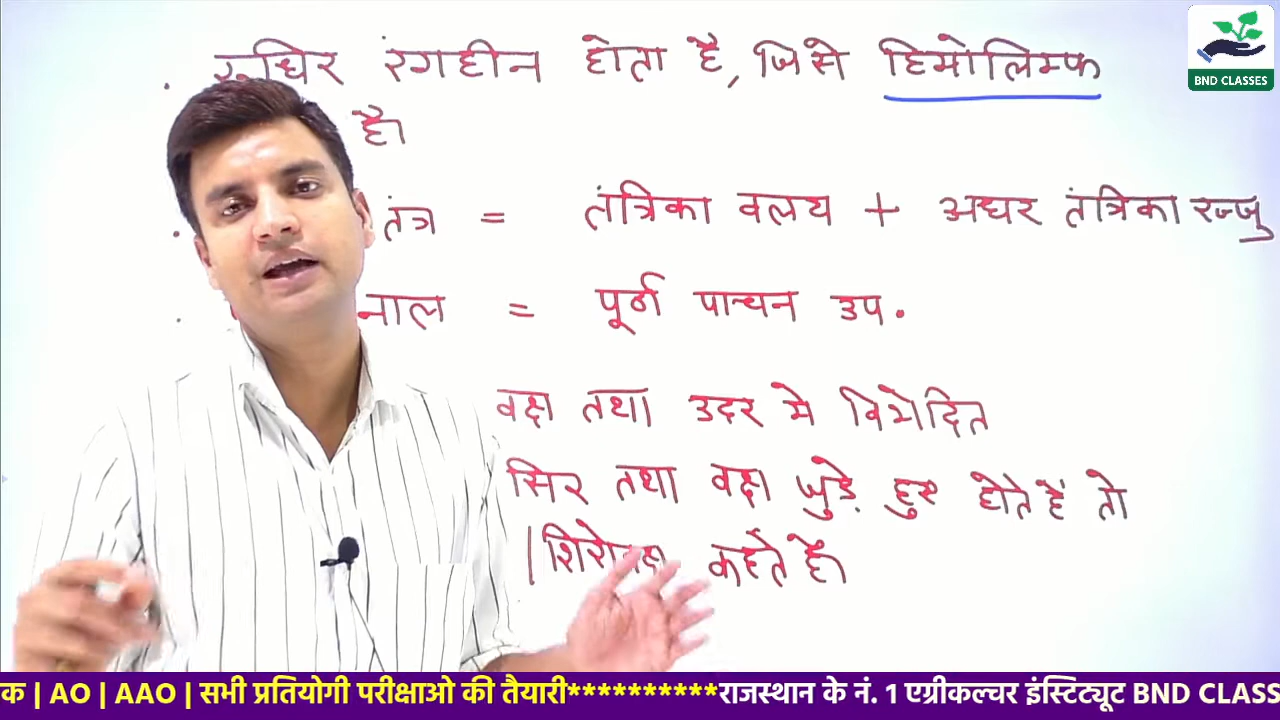 रुधिर रंगहीन होता है, जिसे हिमोलिम्फ
है।
तंत्र = तंत्रिका वलय + अधर तंत्रिका रज्जु
नाल = पूर्ण पाचन उप.
वक्ष तथा उदर मे विभेदित
सिर तथा वक्ष जुड़े हुए होते हैं तो
शिरोवक्ष कहते है।
BND CLASSES
क | AO | AAO | सभी प्रतियोगी परीक्षाओ की तैयारी**********राजस्थान के नं. 1 एग्रीकल्चर इंस्टिट्यूट BND CLASS